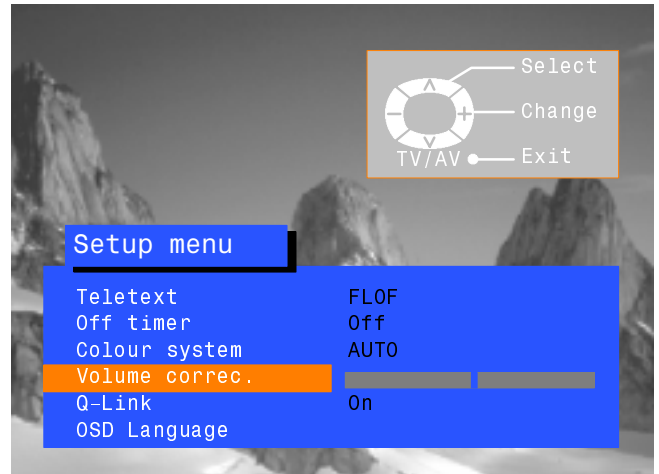 Select
Change
TV/AV Exit
Setup menu
Teletext FLOF
Off timer Off
Colour system AUTO
Volume correc.
Q-Link On
OSD Language